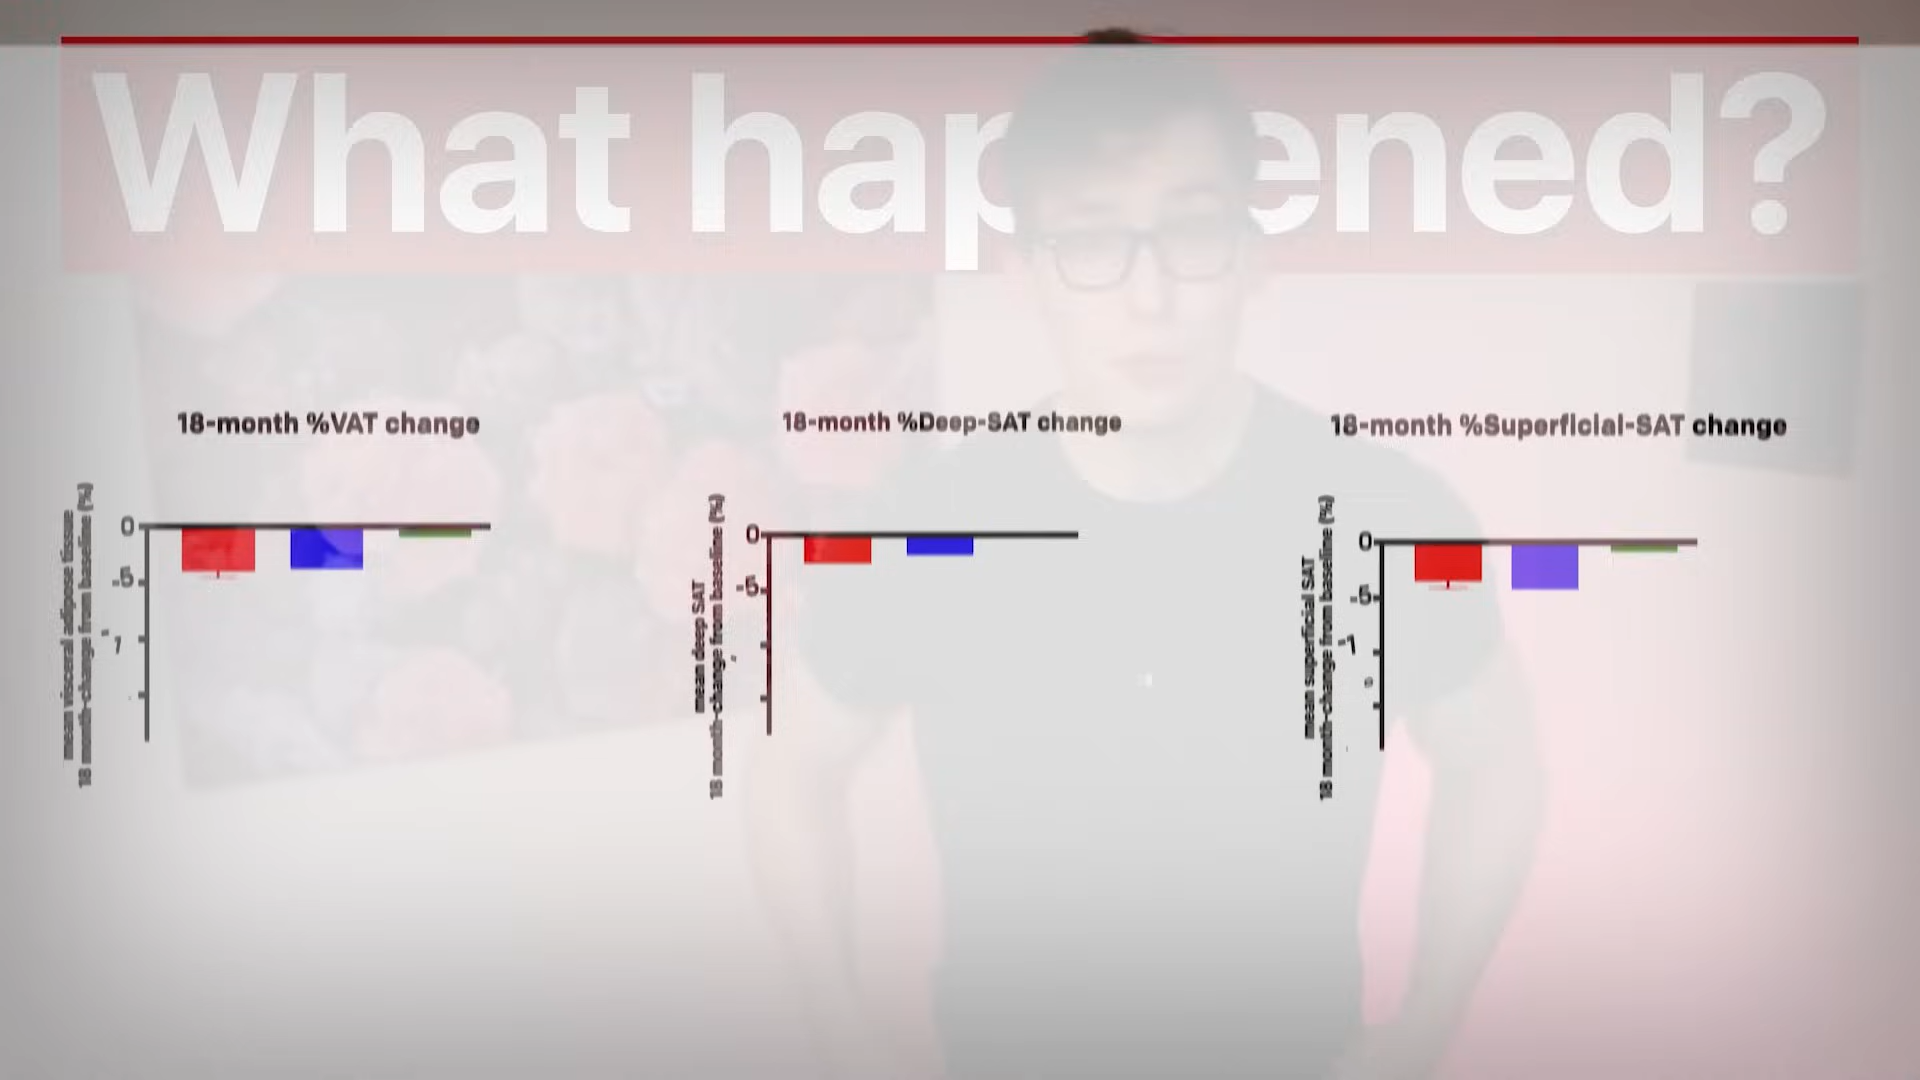 What hap ened?
18-month %VAT change
18-month %Deep-SAT change
18-month %Superficial-SAT change
mean visceral adipose tissue
18 month-change from baseline (%)
0
-5
mean deep SAT
18 month-change from baseline (%)
0
-5
mean superficial SAT
18 month-change from baseline (%)
0
-5